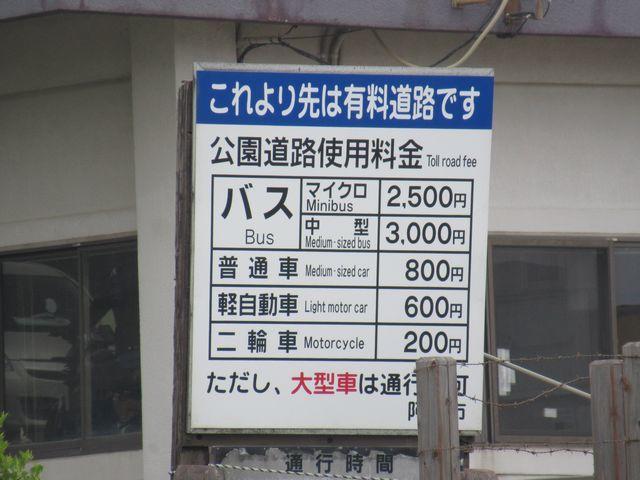 これより先は有料道路です
公園道路使用料金 Toll road fee
バス Bus
マイクロ Minibus 2,500円
中型 Medium-sized bus 3,000円
普通車 Medium-sized car 800円
軽自動車 Light motor car 600円
二輪車 Motorcycle 200円
ただし、大型車は通行 可
市
通行時間